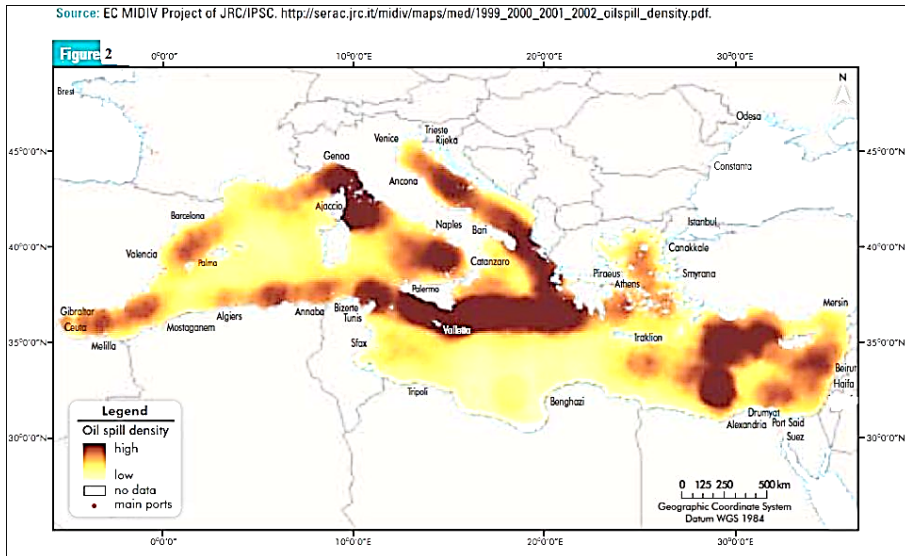 Source: EC MIDIV Project of JRC/IPSC. http://serac.jrc.it/midiv/maps/med/1999_2000_2001_2002_oilspill_density.pdf.
Figure 2
0°0'0"E 10°0'0"E 20°0'0"E 30°0'0"E
N
Brest
Odesa
Trieste
Venice
Rijoka
45°0'0"N 45°0'0"N
Genoa
Constanta
Ancona
Ajaccio
Barcelona
Naples
Bari
Istanbul
Canakkale
40°0'0"N 40°0'0"N
Valencia
Palma
Catanzaro
Piraeus
Smyrana
Athens
Palermo
Mersin
Gibraltar
Ceuta
Algiers
Annaba
Bizerte
Tunis
Mostaganem
Valletta
Melilla
Iraklion
35°0'0"N 35°0'0"N
Sfax
Beirut
Haifa
Tripoli
Benghazi
Drumyat
Alexandria
Port Said
Suez
30°0'0"N 30°0'0"N
Legend
Oil spill density
high
low
no data
main ports
0 125 250 500 km
Geographic Coordinate System
Datum WGS 1984
0°0'0"E 10°0'0"E 20°0'0"E 30°0'0"E